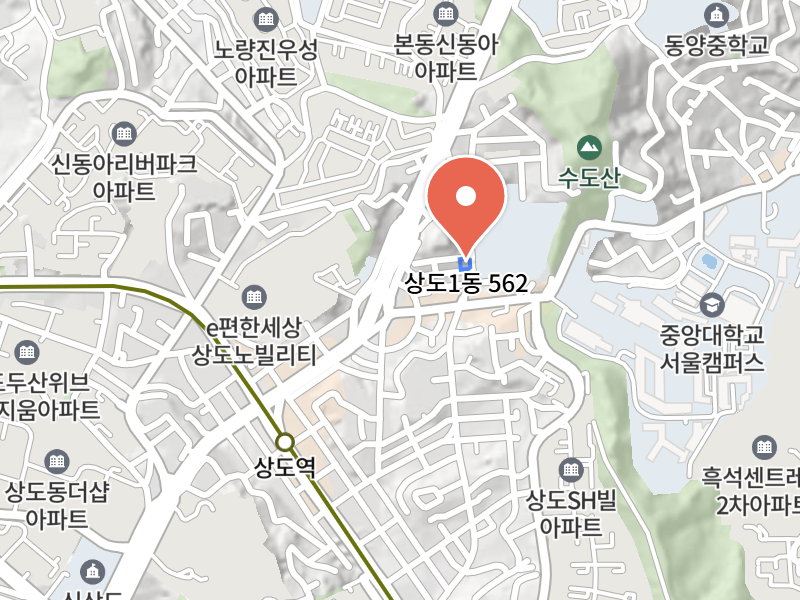 노량진우성
아파트
본동신동아
아파트
동양중학교
신동아리버파크
아파트
수도산
상도1동 562
e편한세상
상도노빌리티
중앙대학교
서울캠퍼스
두산위브
지움아파트
상도역
상도동더샵
아파트
상도SH빌
아파트
흑석센트레
2차아파트